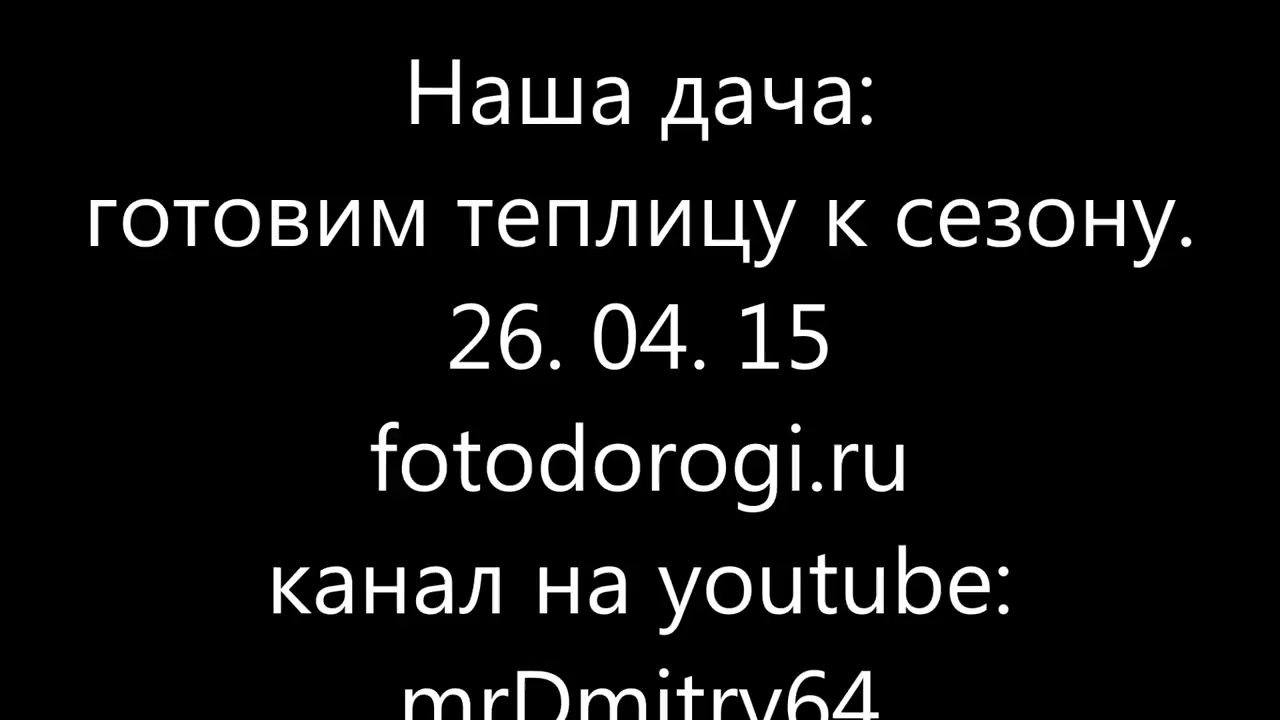 Наша дача:
готовим теплицу к сезону.
26. 04. 15
fotodorogi.ru
канал на youtube:
mrDmitry64